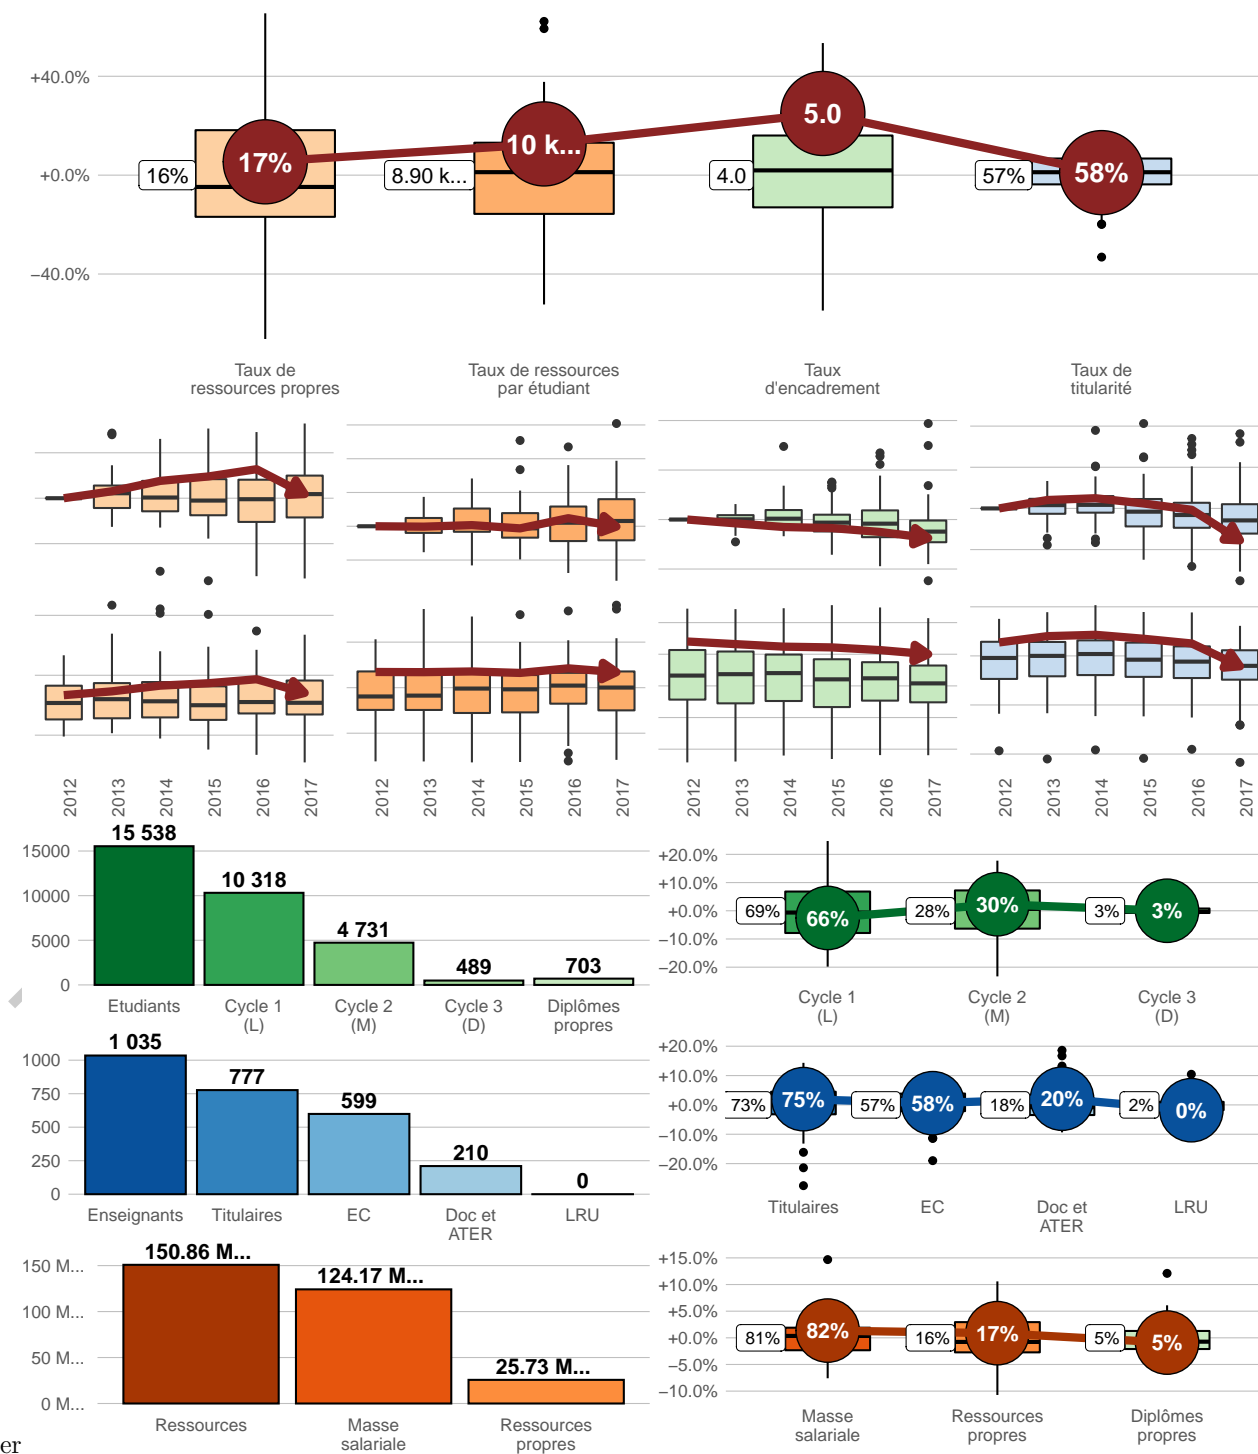 +40.0%
+0.0%
−40.0%
16%
17%
8.90 k...
10 k...
4.0
5.0
57%
58%
Taux de
ressources propres
Taux de ressources
par étudiant
Taux
d'encadrement
Taux de
titularité
2012 2013 2014 2015 2016 2017
2012 2013 2014 2015 2016 2017
2012 2013 2014 2015 2016 2017
2012 2013 2014 2015 2016 2017
15000
10000
5000
0
15 538
10 318
4 731
489
703
Etudiants
Cycle 1
(L)
Cycle 2
(M)
Cycle 3
(D)
Diplômes
propres
+20.0%
+10.0%
+0.0%
−10.0%
−20.0%
69%
66%
28%
30%
3%
3%
Cycle 1
(L)
Cycle 2
(M)
Cycle 3
(D)
1000
750
500
250
0
1 035
777
599
210
0
Enseignants
Titulaires
EC
Doc et
ATER
LRU
+20.0%
+10.0%
+0.0%
−10.0%
−20.0%
73%
75%
57%
58%
18%
20%
2%
0%
Titulaires
EC
Doc et
ATER
LRU
150 M...
100 M...
50 M...
0 M...
150.86 M...
124.17 M...
25.73 M...
Ressources
Masse
salariale
Ressources
propres
+15.0%
+10.0%
+5.0%
+0.0%
−5.0%
−10.0%
81%
82%
16%
17%
5%
5%
Masse
salariale
Ressources
propres
Diplômes
propres
er